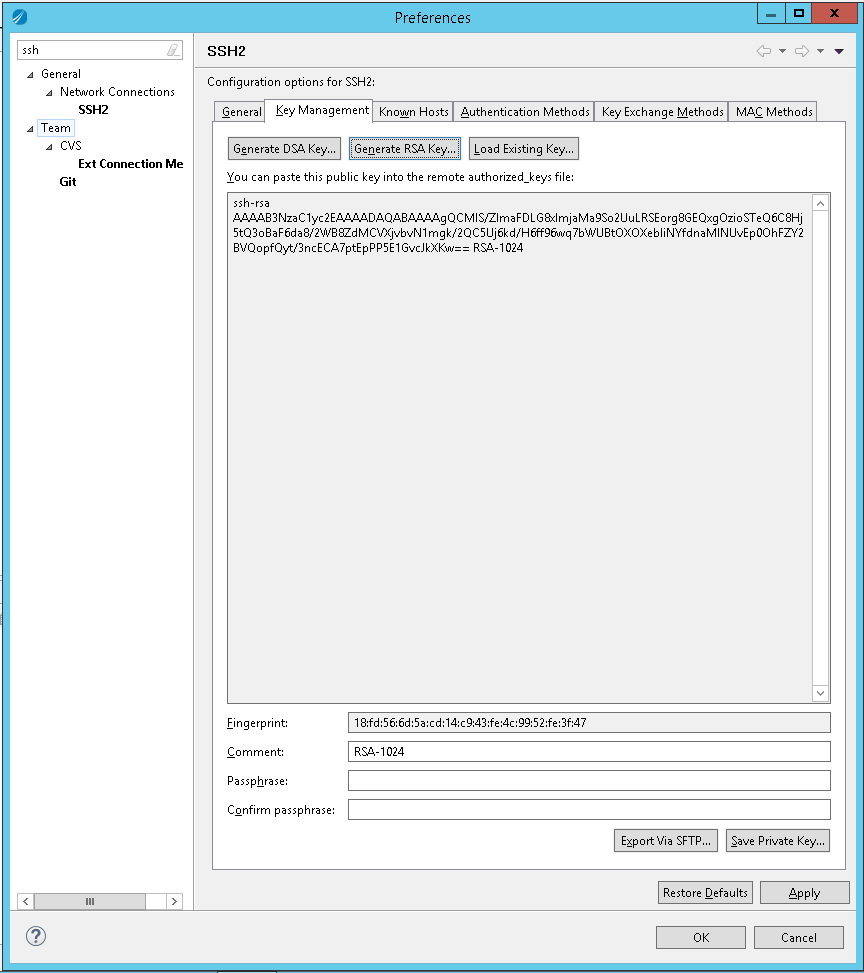 Preferences
ssh
General
Network Connections
SSH2
Team
CVS
Ext Connection Me
Git
SSH2
Configuration options for SSH2:
General Key Management Known Hosts Authentication Methods Key Exchange Methods MAC Methods
Generate DSA Key... Generate RSA Key... Load Existing Key...
You can paste this public key into the remote authorized_keys file:
ssh-rsa
AAAAB3NzaC1yc2EAAAADAQABAAAAgQCMIS/ZlmaFDLG8xlmjaMa9So2UuLRSEorg8GEQxgOzioSTeQ6C8Hj
5tQ3oBaF6da8/2WB8ZdMCVXjvbvN1mgk/2QC5Uj6kd/H6ff96wq7bWUBtOXOXebliNYfdnaMINUvEp0OhFZY2
BVQopfQyt/3ncECA7ptEpPP5E1GvcJkXKw== RSA-1024
Fingerprint: 18:fd:56:6d:5a:cd:14:c9:43:fe:4c:99:52:fe:3f:47
Comment: RSA-1024
Passphrase:
Confirm passphrase:
Export Via SFTP... Save Private Key...
Restore Defaults Apply
OK Cancel